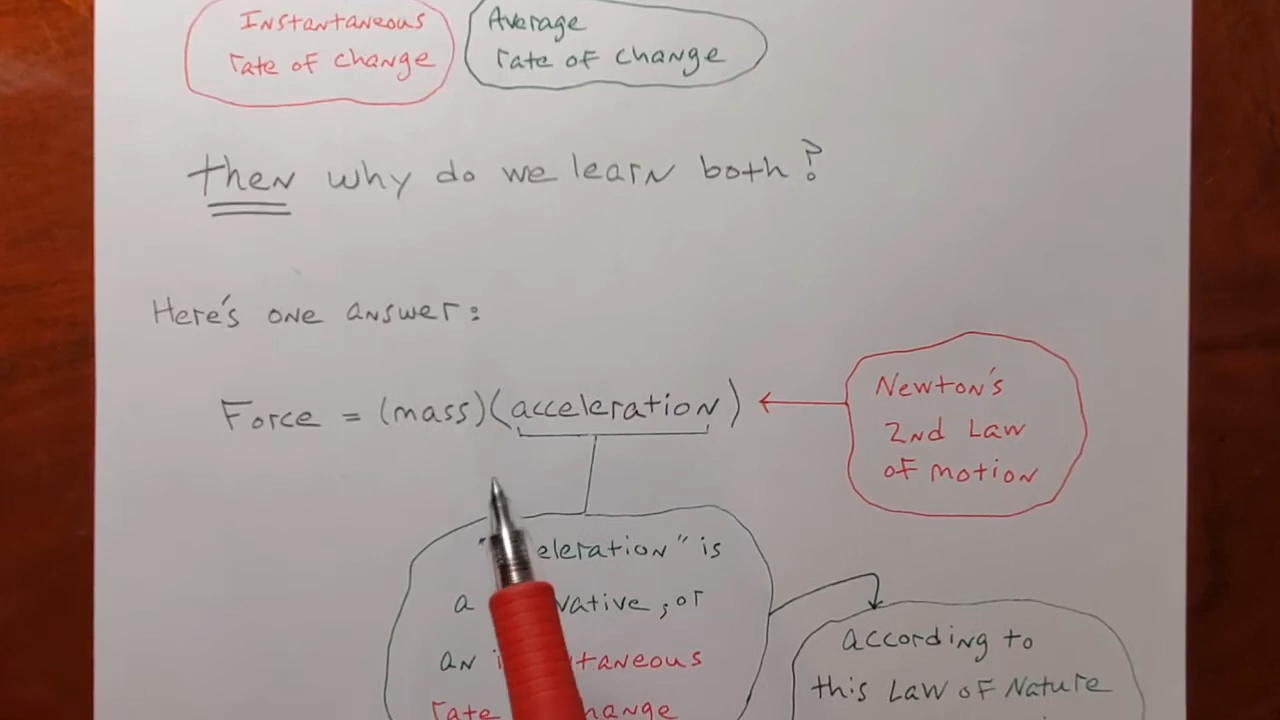 Instantaneous
rate of change
Average
rate of change
then why do we learn both?
Here's one answer:
Force = (mass)(acceleration)
Newton's
2nd Law
of motion
eleration" is
a vative, or
an taneous
rate hange
according to
this Law of Nature